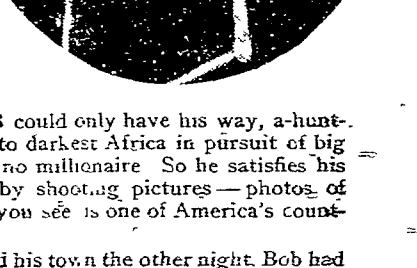 could only have his way, a-hunt-
to darkest Africa in pursuit of big
no millionaire So he satisfies his
by shooting pictures — photos of
you see is one of America's count-
his town the other night. Bob had